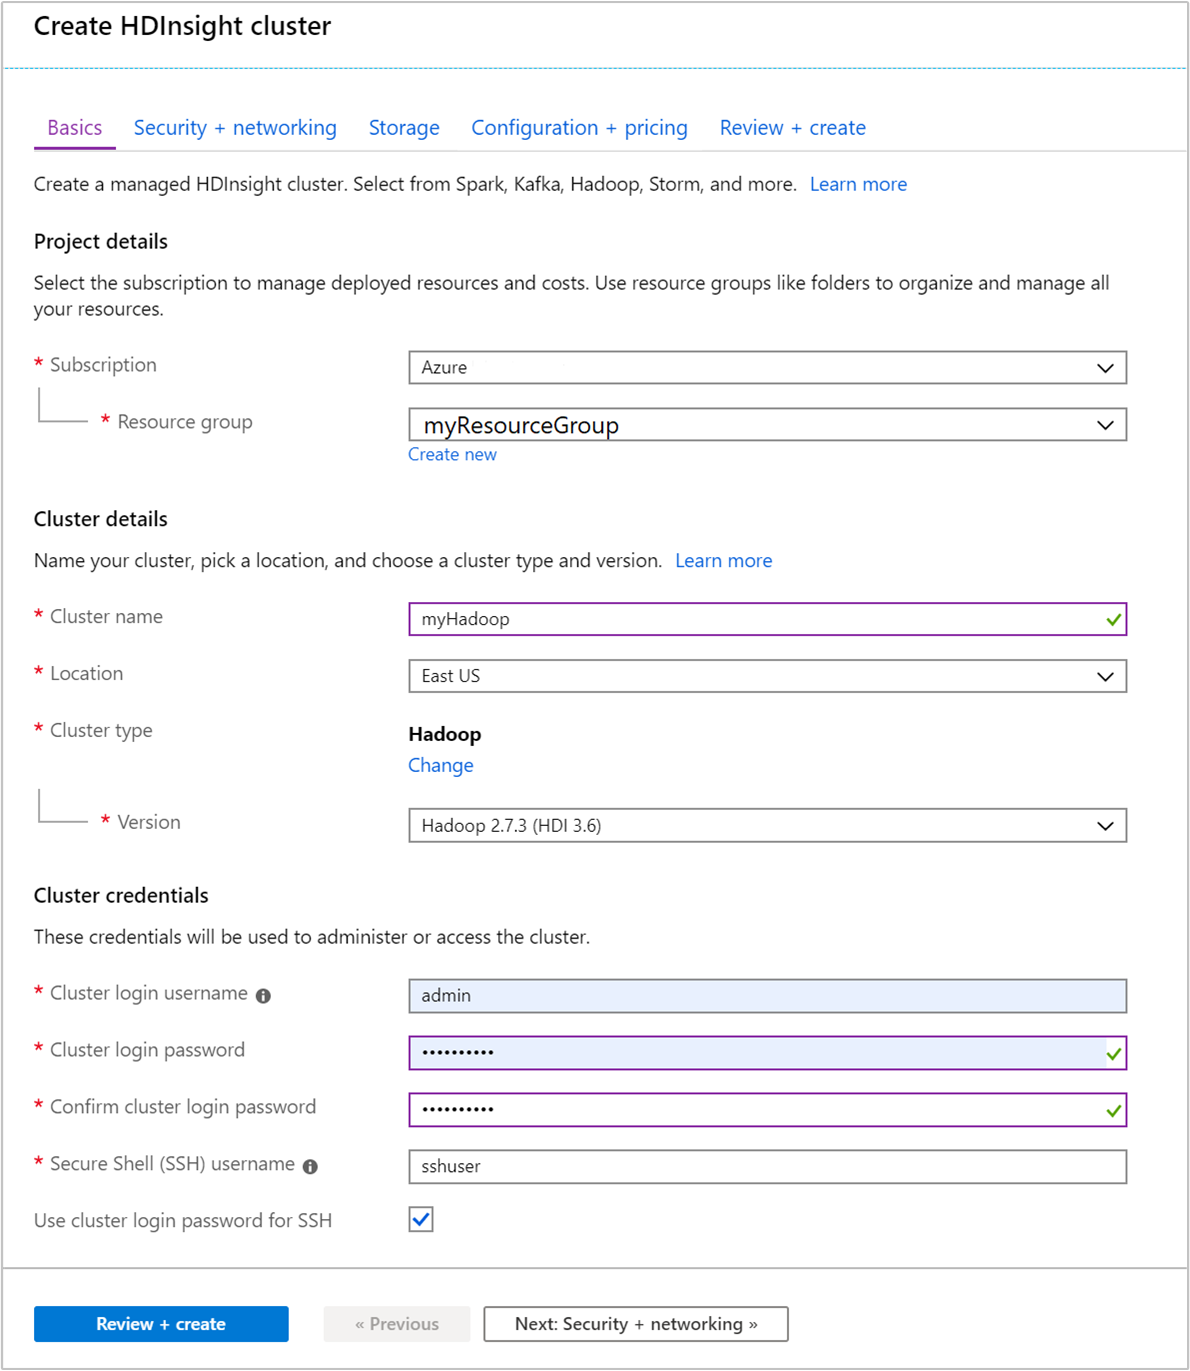 Create HDInsight cluster
Basics Security + networking Storage Configuration + pricing Review + create
Create a managed HDInsight cluster. Select from Spark, Kafka, Hadoop, Storm, and more. Learn more
Project details
Select the subscription to manage deployed resources and costs. Use resource groups like folders to organize and manage all
your resources.
* Subscription Azure
* Resource group myResourceGroup
Create new
Cluster details
Name your cluster, pick a location, and choose a cluster type and version. Learn more
* Cluster name myHadoop
* Location East US
* Cluster type Hadoop
Change
* Version Hadoop 2.7.3 (HDI 3.6)
Cluster credentials
These credentials will be used to administer or access the cluster.
* Cluster login username admin
* Cluster login password ••••••••••
* Confirm cluster login password ••••••••••
* Secure Shell (SSH) username sshuser
Use cluster login password for SSH
Review + create « Previous Next: Security + networking »